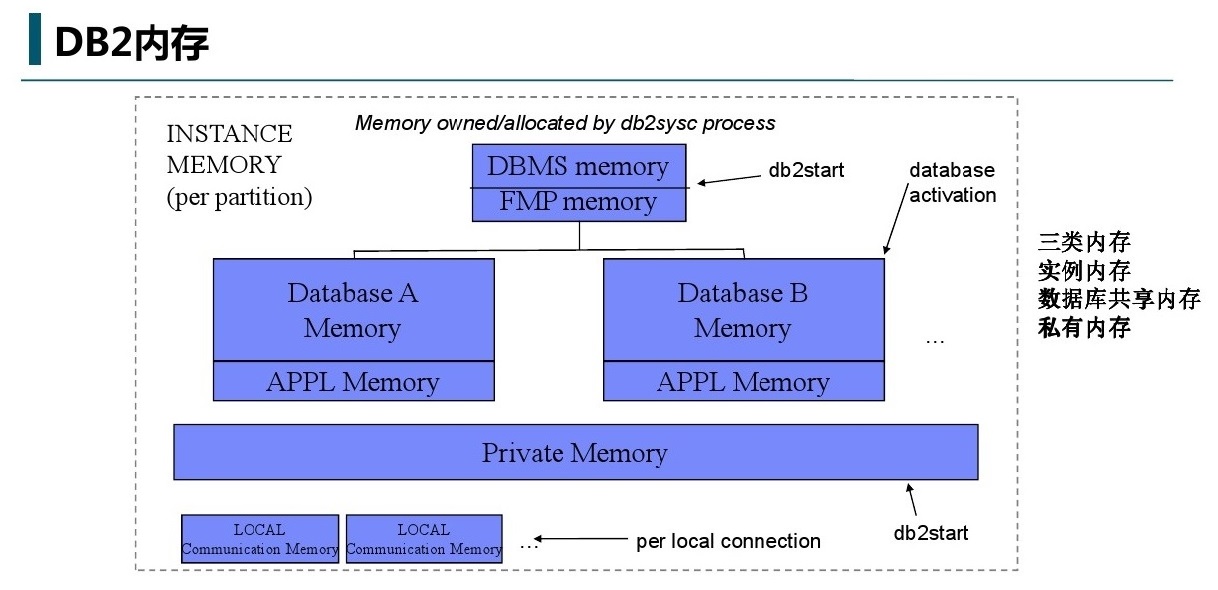 DB2内存
INSTANCE
MEMORY
(per partition)
Memory owned/allocated by db2sysc process
DBMS memory
FMP memory
db2start
database
activation
Database A
Memory
APPL Memory
Database B
Memory
APPL Memory
…
三类内存
实例内存
数据库共享内存
私有内存
Private Memory
db2start
LOCAL
Communication Memory
LOCAL
Communication Memory
…
per local connection